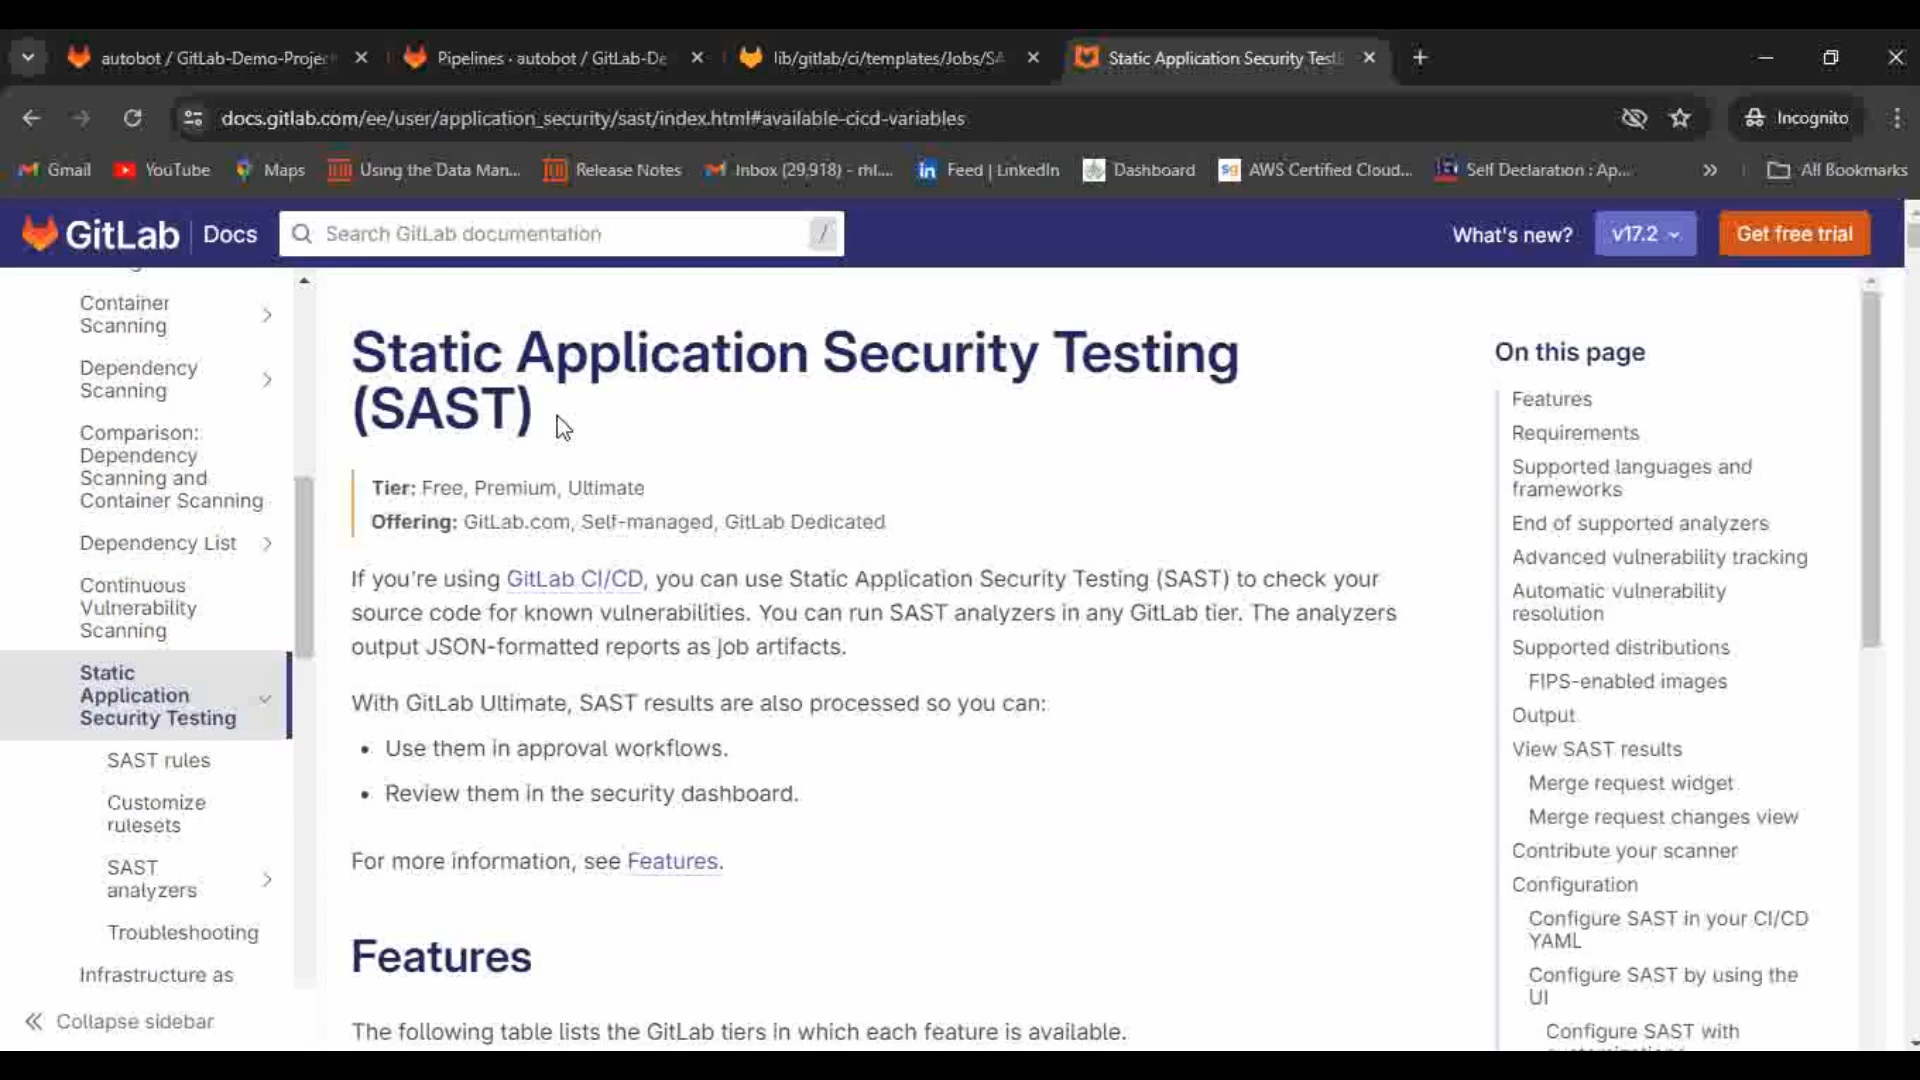 autobot / GitLab-Demo-Projec
Pipelines · autobot / GitLab-De
lib/gitlab/ci/templates/Jobs/SA
Static Application Security Test
docs.gitlab.com/ee/user/application_security/sast/index.html#available-cicd-variables
Incognito
Gmail
YouTube
Maps
Using the Data Man...
Release Notes
Inbox (29,918) - rhl....
Feed | LinkedIn
Dashboard
AWS Certified Cloud...
Self Declaration : Ap...
All Bookmarks
GitLab Docs
Search GitLab documentation /
What's new?
v17.2
Get free trial
Container
Scanning
Dependency
Scanning
Comparison:
Dependency
Scanning and
Container Scanning
Dependency List
Continuous
Vulnerability
Scanning
Static
Application
Security Testing
SAST rules
Customize
rulesets
SAST
analyzers
Troubleshooting
Infrastructure as
Collapse sidebar
Static Application Security Testing
(SAST)
Tier: Free, Premium, Ultimate
Offering: GitLab.com, Self-managed, GitLab Dedicated
If you're using GitLab CI/CD, you can use Static Application Security Testing (SAST) to check your
source code for known vulnerabilities. You can run SAST analyzers in any GitLab tier. The analyzers
output JSON-formatted reports as job artifacts.
With GitLab Ultimate, SAST results are also processed so you can:
• Use them in approval workflows.
• Review them in the security dashboard.
For more information, see Features.
Features
The following table lists the GitLab tiers in which each feature is available.
On this page
Features
Requirements
Supported languages and
frameworks
End of supported analyzers
Advanced vulnerability tracking
Automatic vulnerability
resolution
Supported distributions
FIPS-enabled images
Output
View SAST results
Merge request widget
Merge request changes view
Contribute your scanner
Configuration
Configure SAST in your CI/CD
YAML
Configure SAST by using the
UI
Configure SAST with